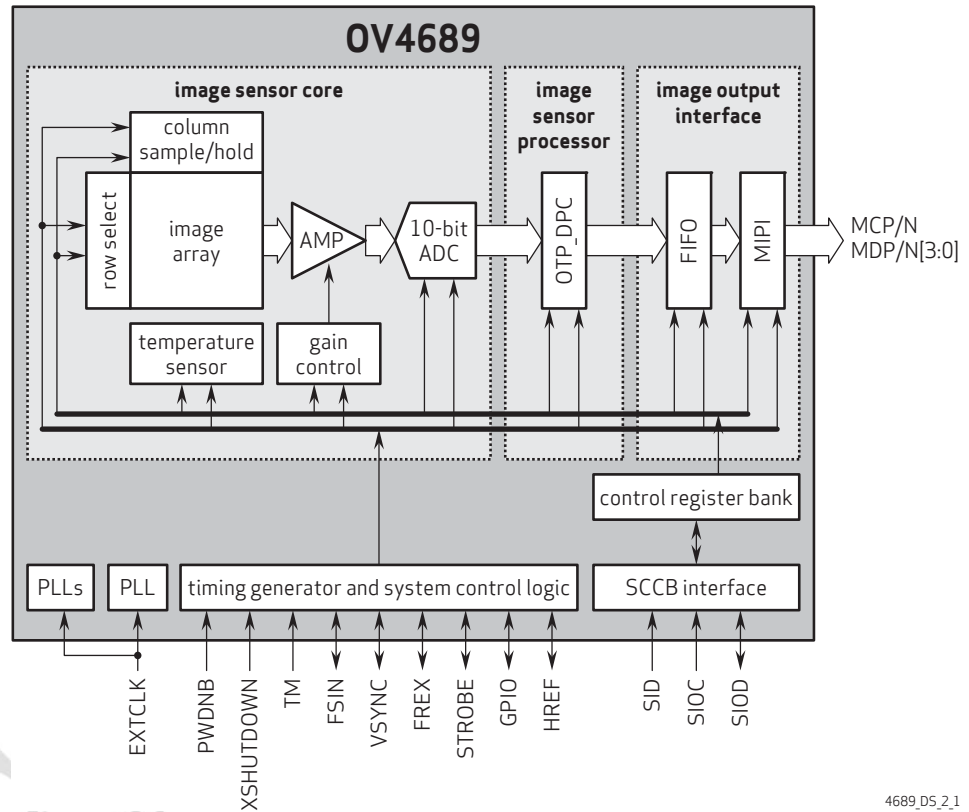 OV4689
image sensor core
image
sensor
processor
image output
interface
column
sample/hold
row select
image
array
AMP
10-bit
ADC
OTP_DPC
FIFO
MIPI
MCP/N
MDP/N[3:0]
temperature
sensor
gain
control
control register bank
PLLs
PLL
timing generator and system control logic
SCCB interface
EXTCLK
PWDNB
XSHUTDOWN
TM
FSIN
VSYNC
FREX
STROBE
GPIO
HREF
SID
SIOC
SIOD
4689_DS_2_1